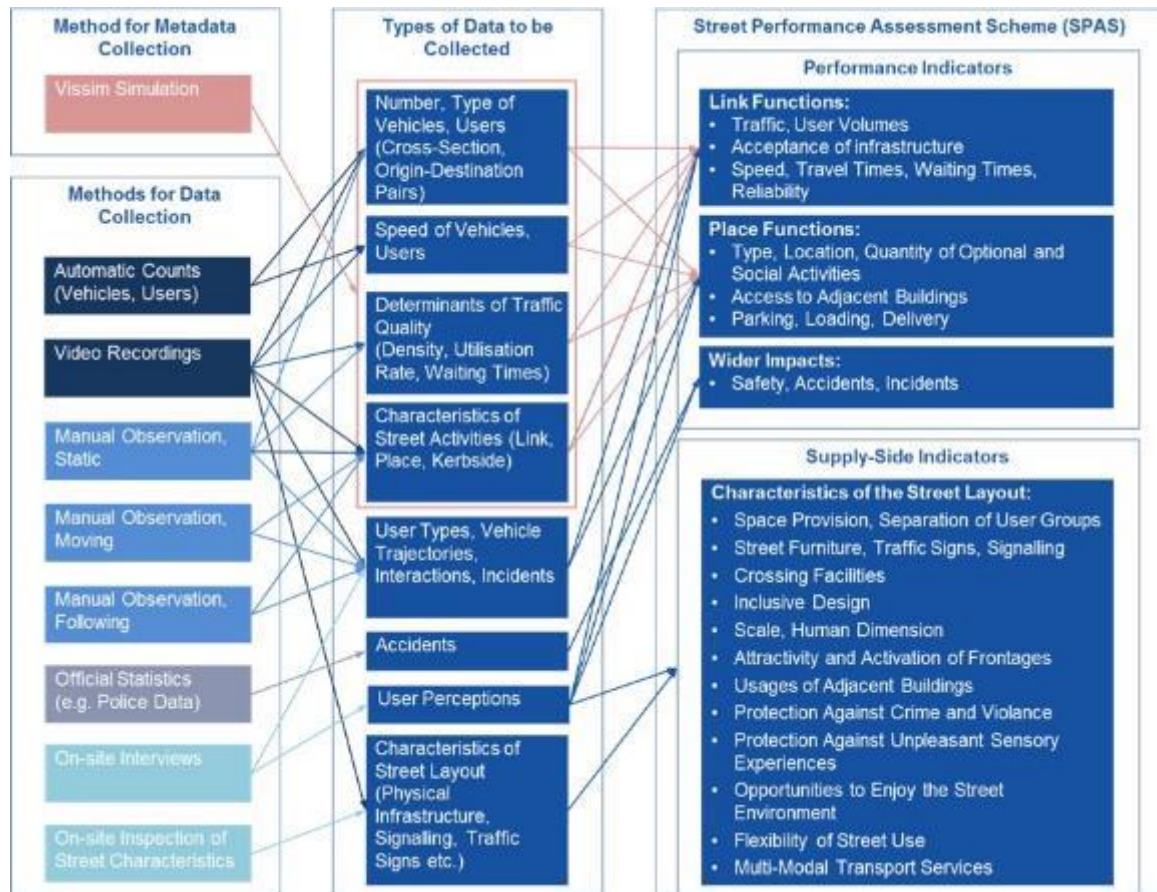 Method for Metadata
Collection
Vissim Simulation
Methods for Data
Collection
Automatic Counts
(Vehicles, Users)
Video Recordings
Manual Observation,
Static
Manual Observation,
Moving
Manual Observation,
Following
Official Statistics
(e.g. Police Data)
On-site Interviews
On-site Inspection of
Street Characteristics
Types of Data to be
Collected
Number, Type of
Vehicles, Users
(Cross-Section,
Origin-Destination
Pairs)
Speed of Vehicles,
Users
Determinants of Traffic
Quality
(Density, Utilisation
Rate, Waiting Times)
Characteristics of
Street Activities (Link,
Place, Kerbside)
User Types, Vehicle
Trajectories,
Interactions, Incidents
Accidents
User Perceptions
Characteristics of
Street Layout
(Physical
Infrastructure,
Signalling, Traffic
Signs etc.)
Street Performance Assessment Scheme (SPAS)
Performance Indicators
Link Functions:
• Traffic, User Volumes
• Acceptance of infrastructure
• Speed, Travel Times, Waiting Times,
Reliability
Place Functions:
• Type, Location, Quantity of Optional and
Social Activities
• Access to Adjacent Buildings
• Parking, Loading, Delivery
Wider Impacts:
• Safety, Accidents, Incidents
Supply-Side Indicators
Characteristics of the Street Layout:
• Space Provision, Separation of User Groups
• Street Furniture, Traffic Signs, Signalling
• Crossing Facilities
• Inclusive Design
• Scale, Human Dimension
• Attractivity and Activation of Frontages
• Usages of Adjacent Buildings
• Protection Against Crime and Violance
• Protection Against Unpleasant Sensory
Experiences
• Opportunities to Enjoy the Street
Environment
• Flexibility of Street Use
• Multi-Modal Transport Services